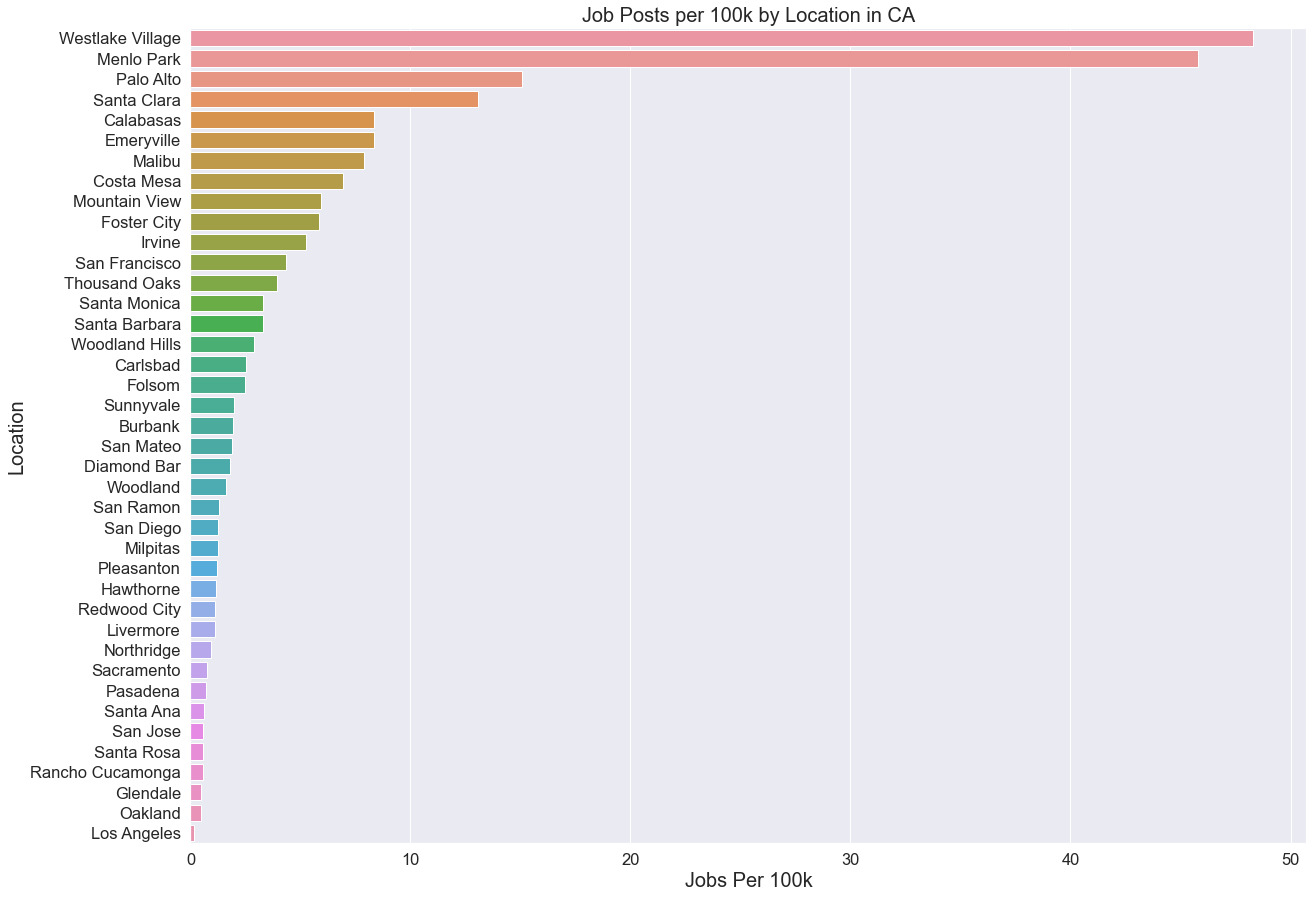 Job Posts per 100k by Location in CA
Westlake Village
Menlo Park
Palo Alto
Santa Clara
Calabasas
Emeryville
Malibu
Costa Mesa
Mountain View
Foster City
Irvine
San Francisco
Thousand Oaks
Santa Monica
Santa Barbara
Woodland Hills
Carlsbad
Folsom
Sunnyvale
Burbank
San Mateo
Diamond Bar
Woodland
San Ramon
San Diego
Milpitas
Pleasanton
Hawthorne
Redwood City
Livermore
Northridge
Sacramento
Pasadena
Santa Ana
San Jose
Santa Rosa
Rancho Cucamonga
Glendale
Oakland
Los Angeles
Location
0 10 20 30 40 50
Jobs Per 100k